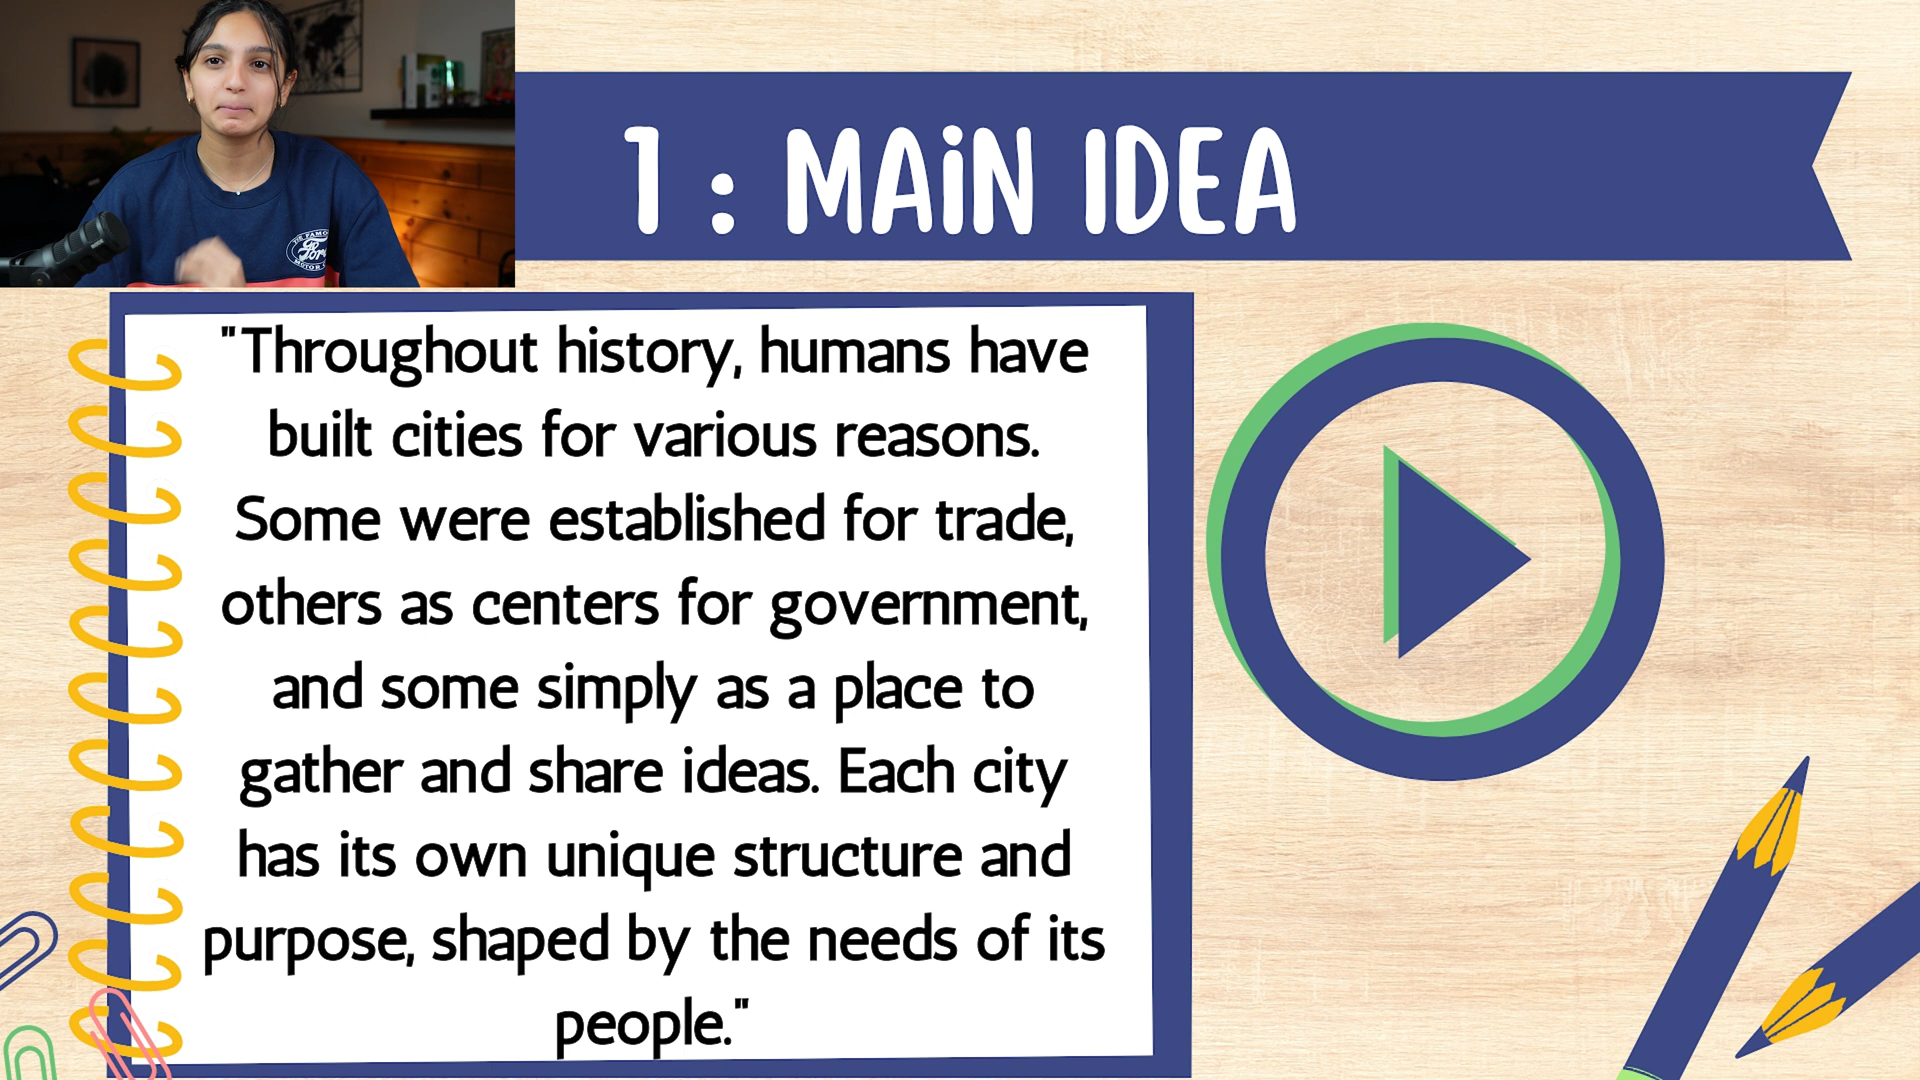 1 : MAIN IDEA
"Throughout history, humans have
built cities for various reasons.
Some were established for trade,
others as centers for government,
and some simply as a place to
gather and share ideas. Each city
has its own unique structure and
purpose, shaped by the needs of its
people."
Ford
MOTOR